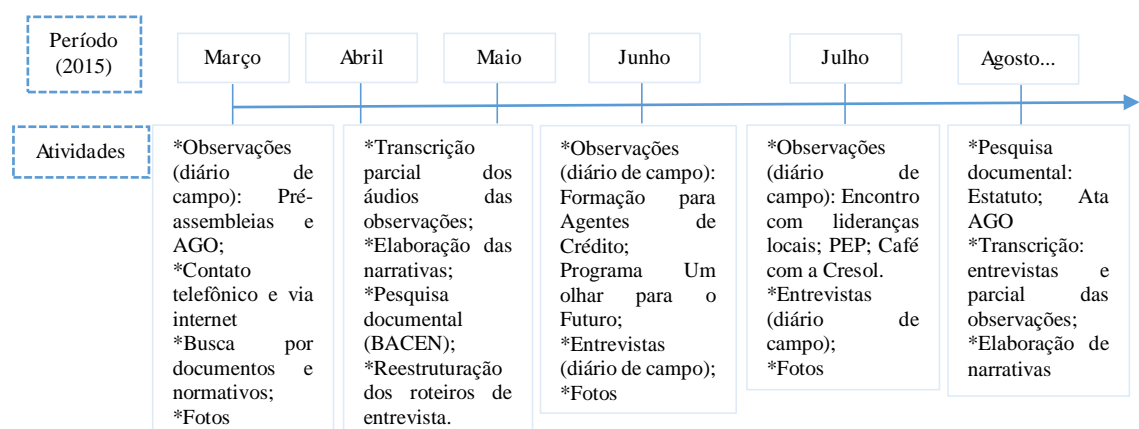 Período
(2015)
Março
Abril
Maio
Junho
Julho
Agosto...
Atividades
*Observações
(diário de
campo): Pré-
assembleias e
AGO;
*Contato
telefônico e via
internet
*Busca por
documentos e
normativos;
*Fotos
*Transcrição
parcial dos
áudios das
observações;
*Elaboração das
narrativas;
*Pesquisa
documental
(BACEN);
*Reestruturação
dos roteiros de
entrevista.
*Observações
(diário de campo):
Formação para
Agentes de
Crédito;
Programa Um
olhar para o
Futuro;
*Entrevistas
(diário de campo);
*Fotos
*Observações
(diário de
campo): Encontro
com lideranças
locais; PEP; Café
com a Cresol.
*Entrevistas
(diário de
campo);
*Fotos
*Pesquisa
documental:
Estatuto; Ata
AGO
*Transcrição:
entrevistas e
parcial das
observações;
*Elaboração de
narrativas